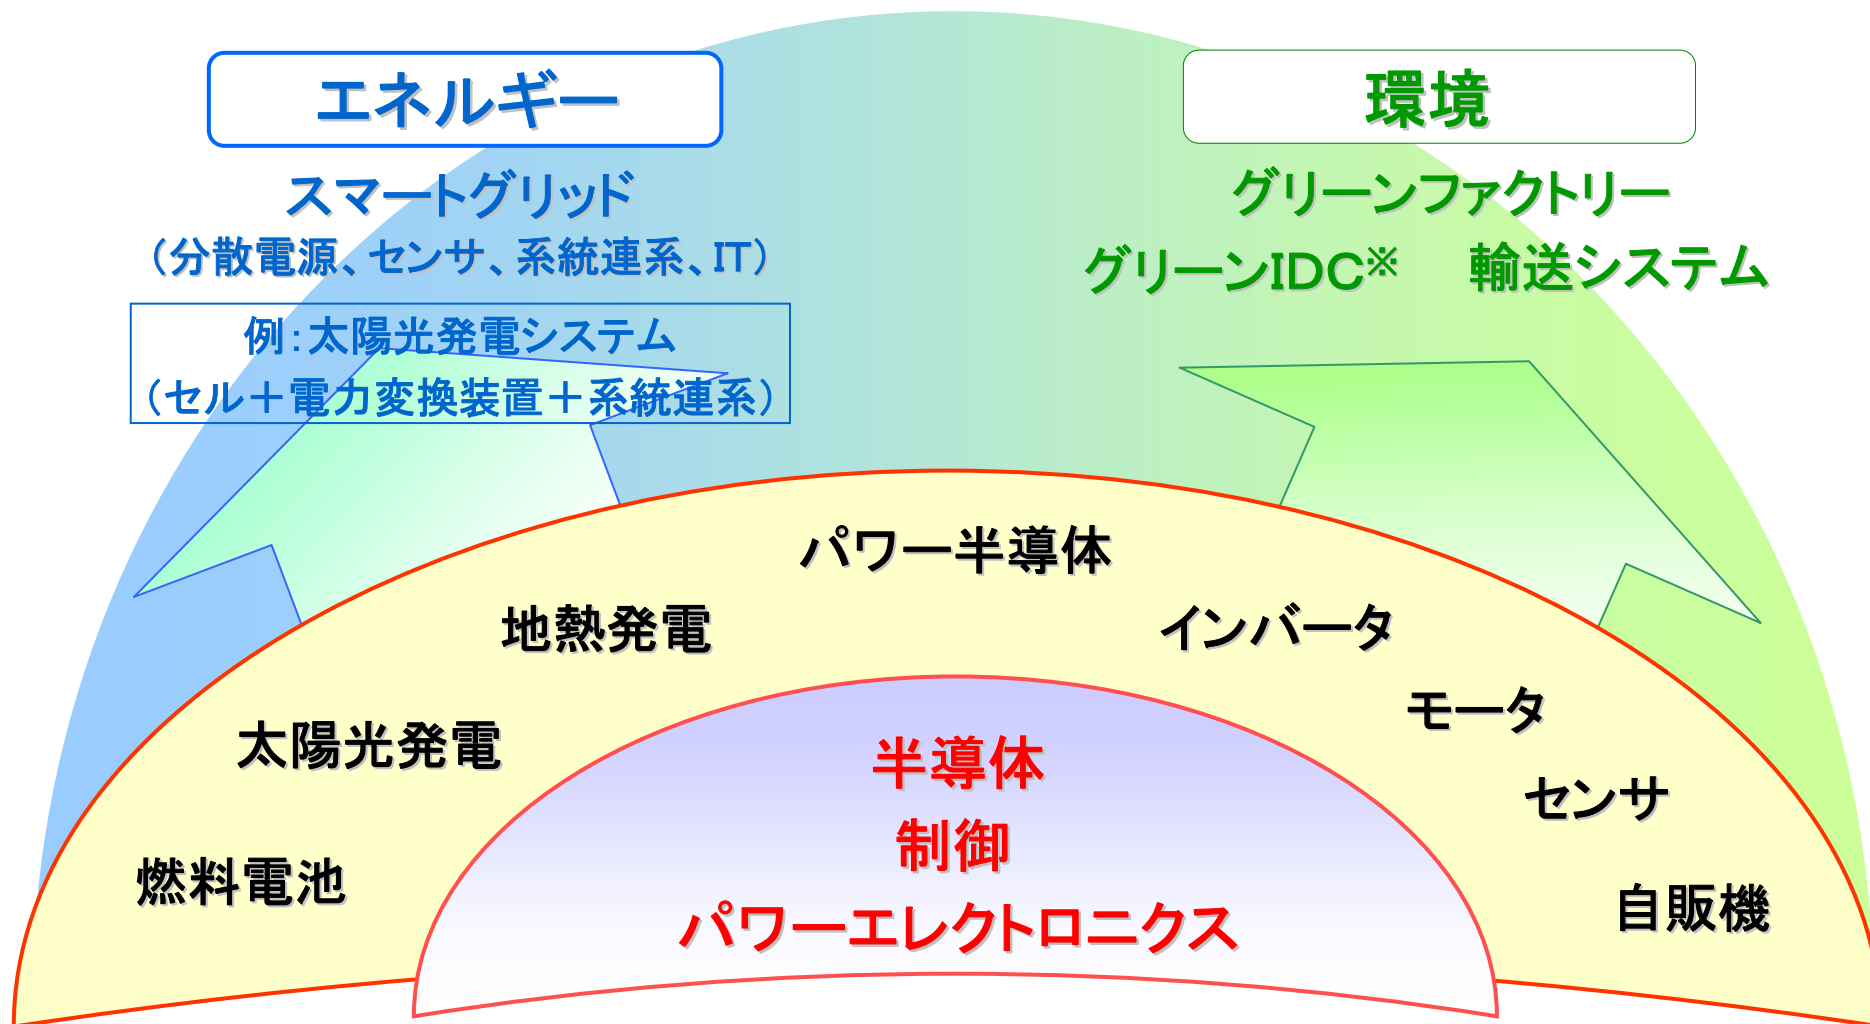 エネルギー
スマートグリッド
（分散電源、センサ、系統連系、IT）
例：太陽光発電システム
（セル＋電力変換装置＋系統連系）
環境
グリーンファクトリー
グリーンIDC※　輸送システム
パワー半導体
地熱発電
インバータ
モータ
太陽光発電
センサ
燃料電池
自販機
半導体
制御
パワーエレクトロニクス